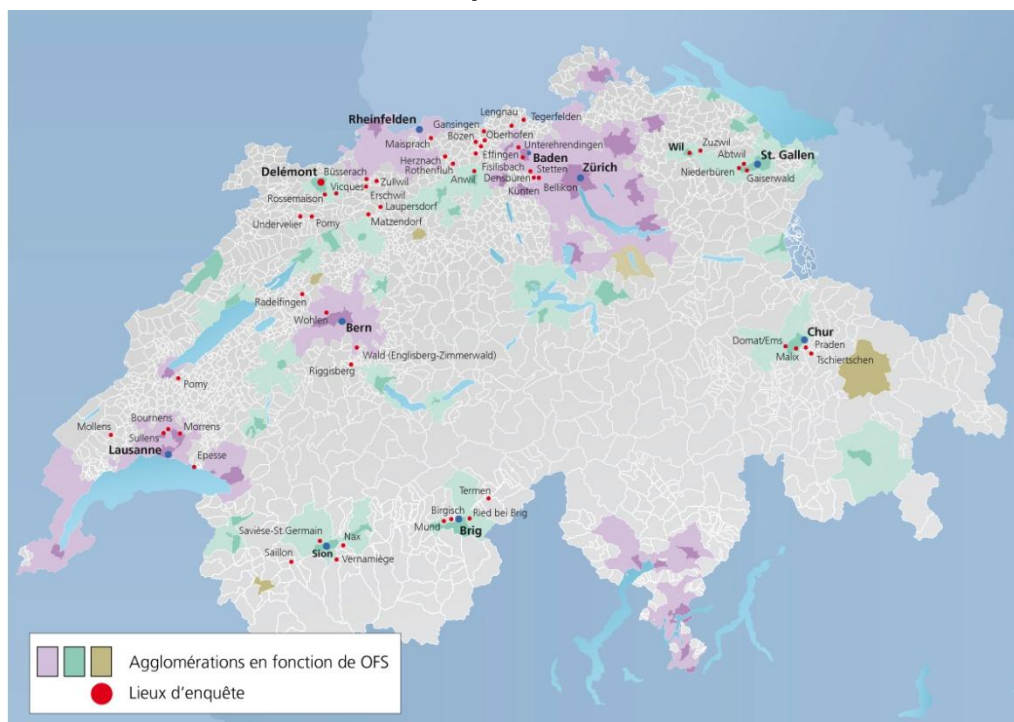 Lengnau
Tegerfelden
Rheinfelden
Gansingen
Bözen
Oberhofen
Maisprach
Unterehrendingen
Herznach
Effingen
Baden
Rothenfluh
Fislisbach
Stetten
Zürich
Anwil
Densbüren
Künten
Bellikon
Wil
Zuzwil
Abtwil
St. Gallen
Niederbüren
Gaiserwald
Delémont
Büsserach
Zullwil
Vicques
Erschwil
Rossemaison
Laupersdorf
Matzendorf
Undervelier
Pomy
Radelfingen
Wohlen
Bern
Wald (Englisberg-Zimmerwald)
Riggisberg
Chur
Domat/Ems
Praden
Malix
Tschiertschen
Pomy
Bournens
Mollens
Morrens
Sullens
Lausanne
Epesse
Termen
Birgisch
Ried bei Brig
Mund
Brig
Savièse-St.Germain
Nax
Saillon
Sion
Vernamiège
Agglomérations en fonction de OFS
Lieux d'enquête